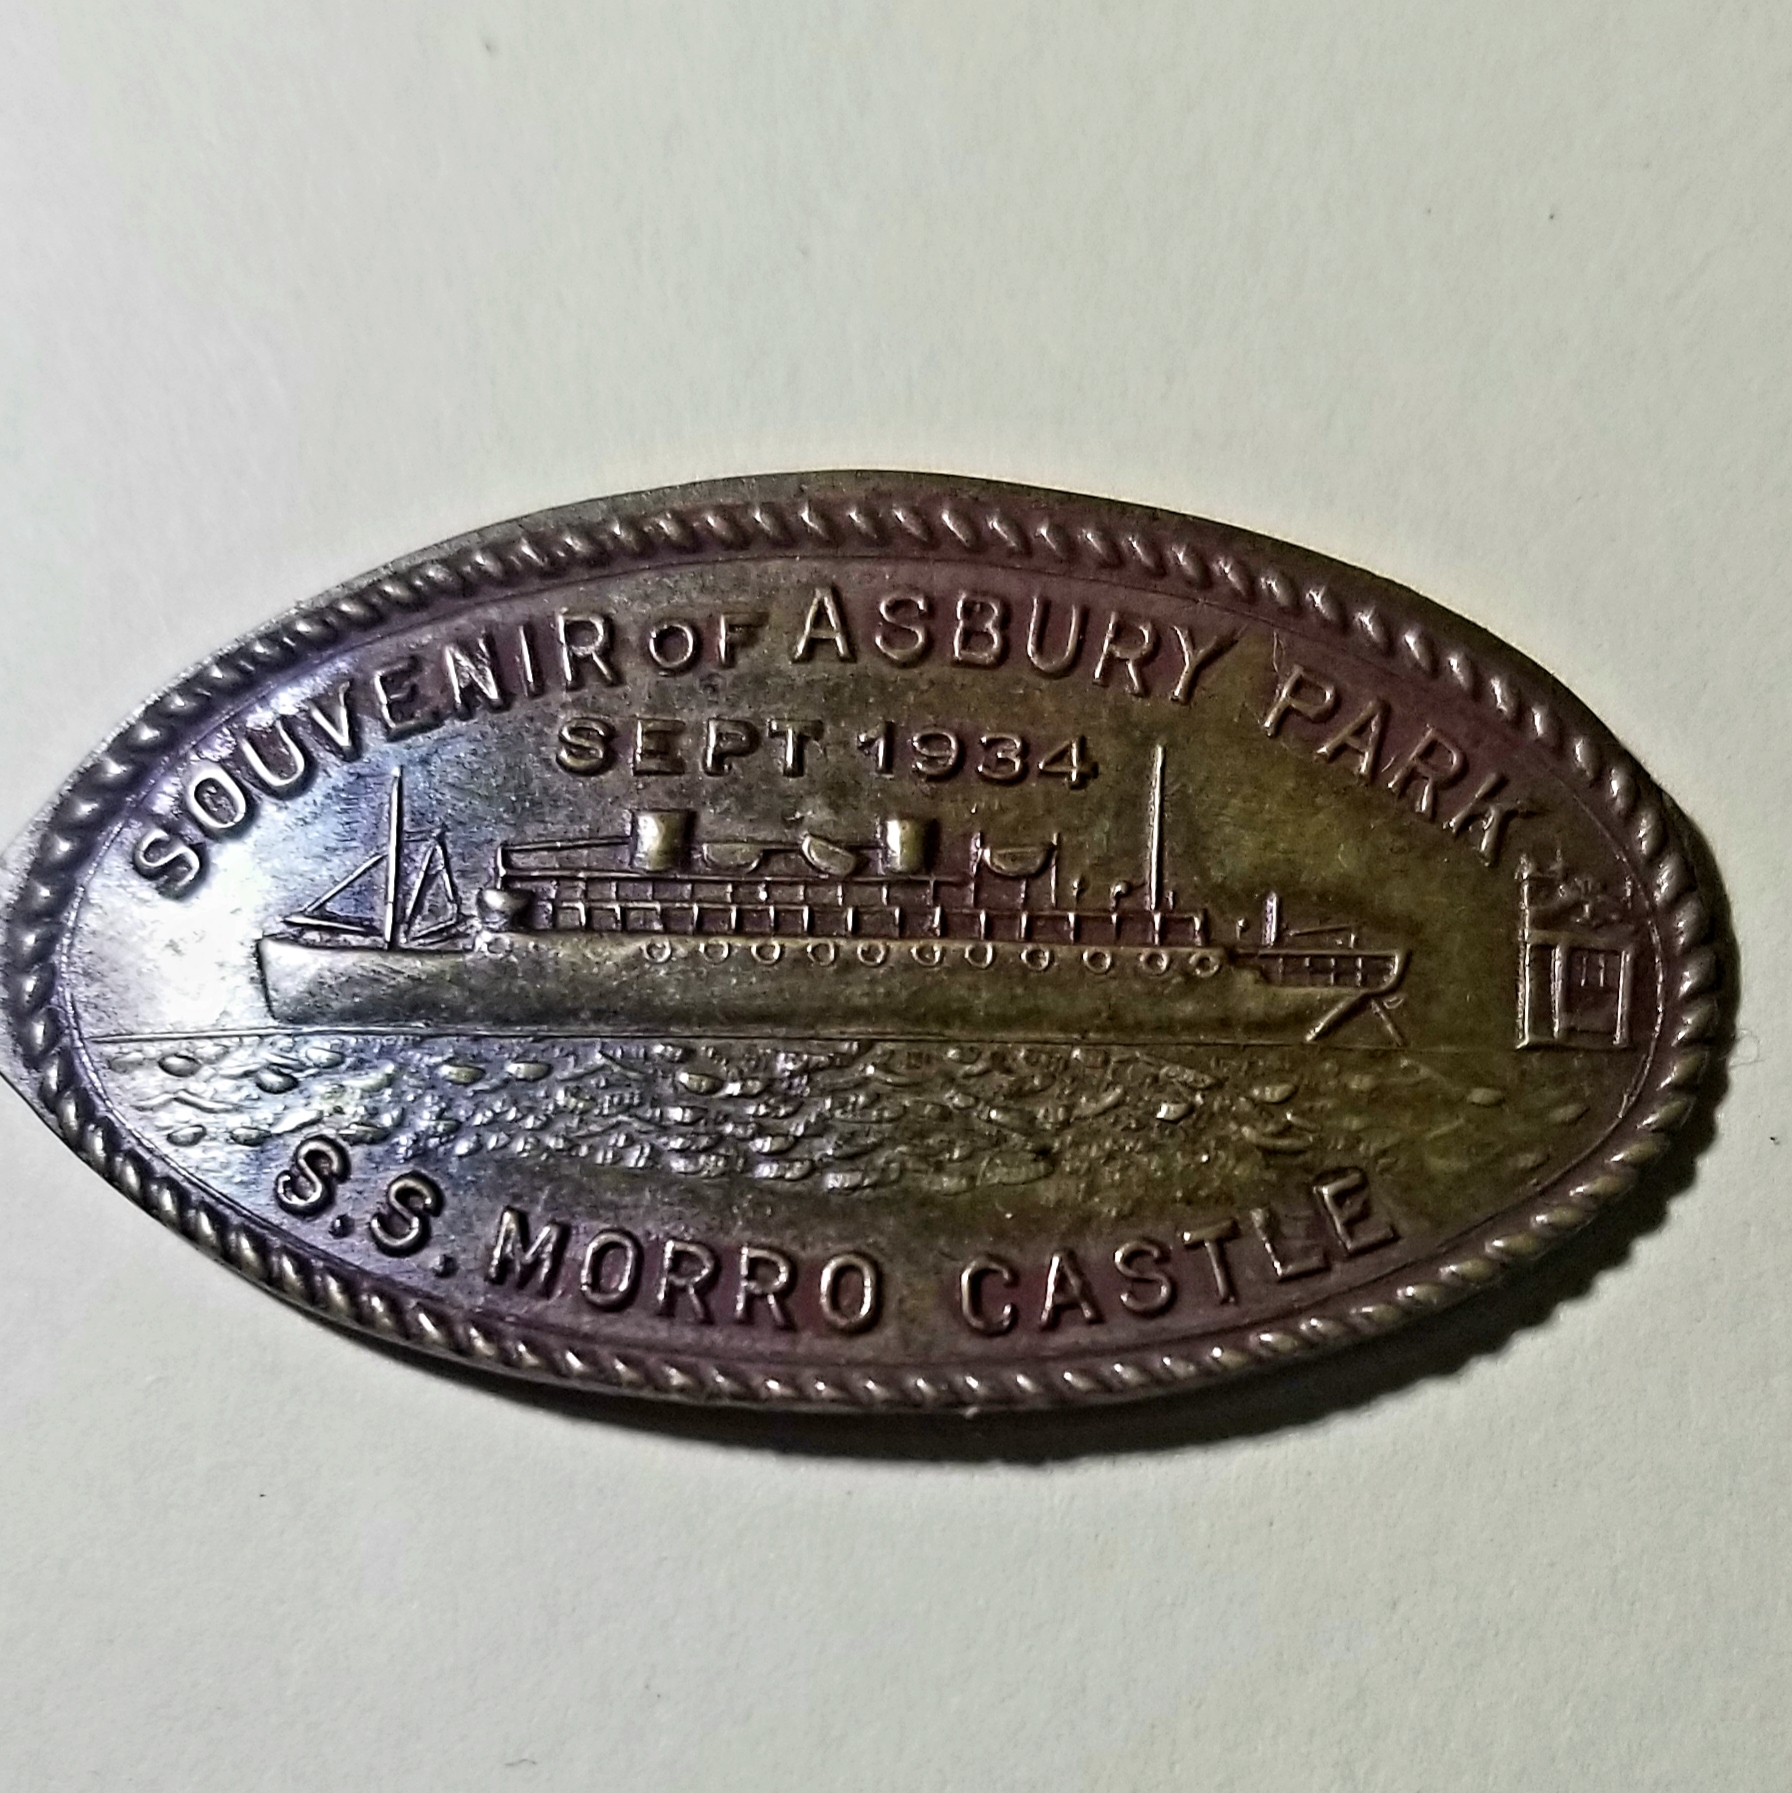 SOUVENIR OF ASBURY PARK
SEPT 1934
S.S. MORRO CASTLE